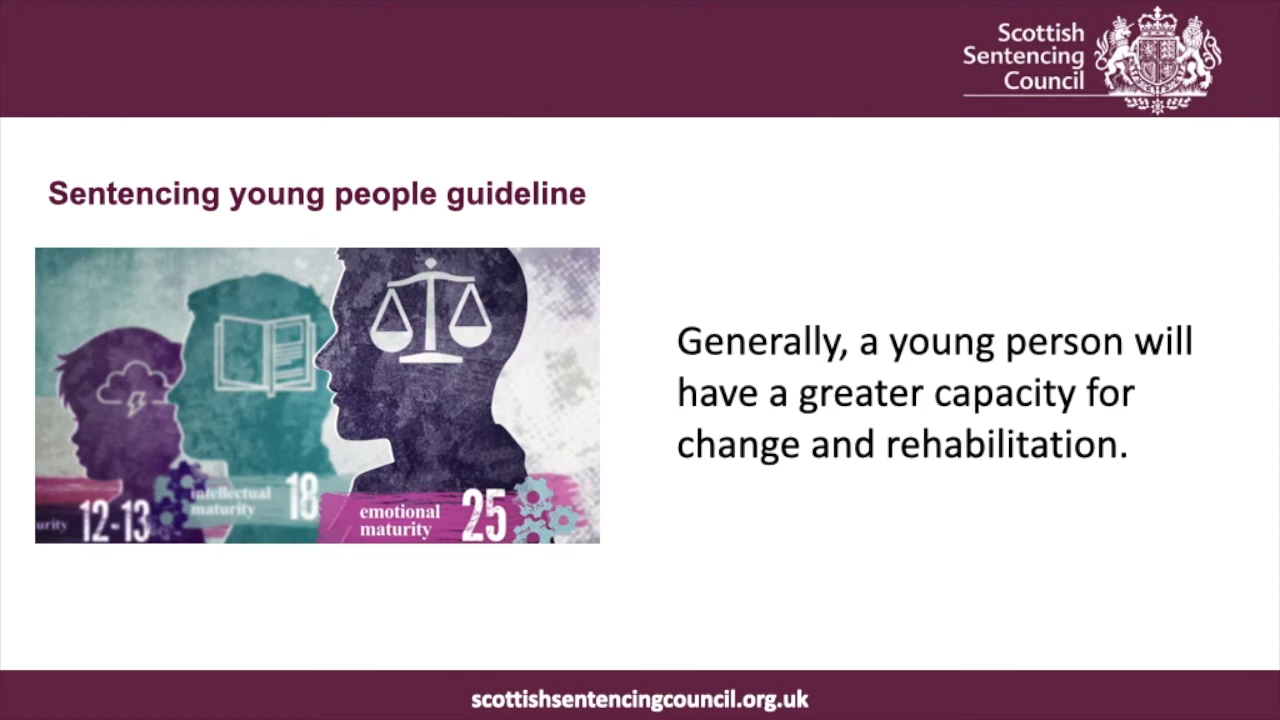 Scottish
Sentencing
Council
Sentencing young people guideline
Generally, a young person will
have a greater capacity for
change and rehabilitation.
12-13
intellectual
maturity
18
emotional
maturity
25
scottishsentencingcouncil.org.uk